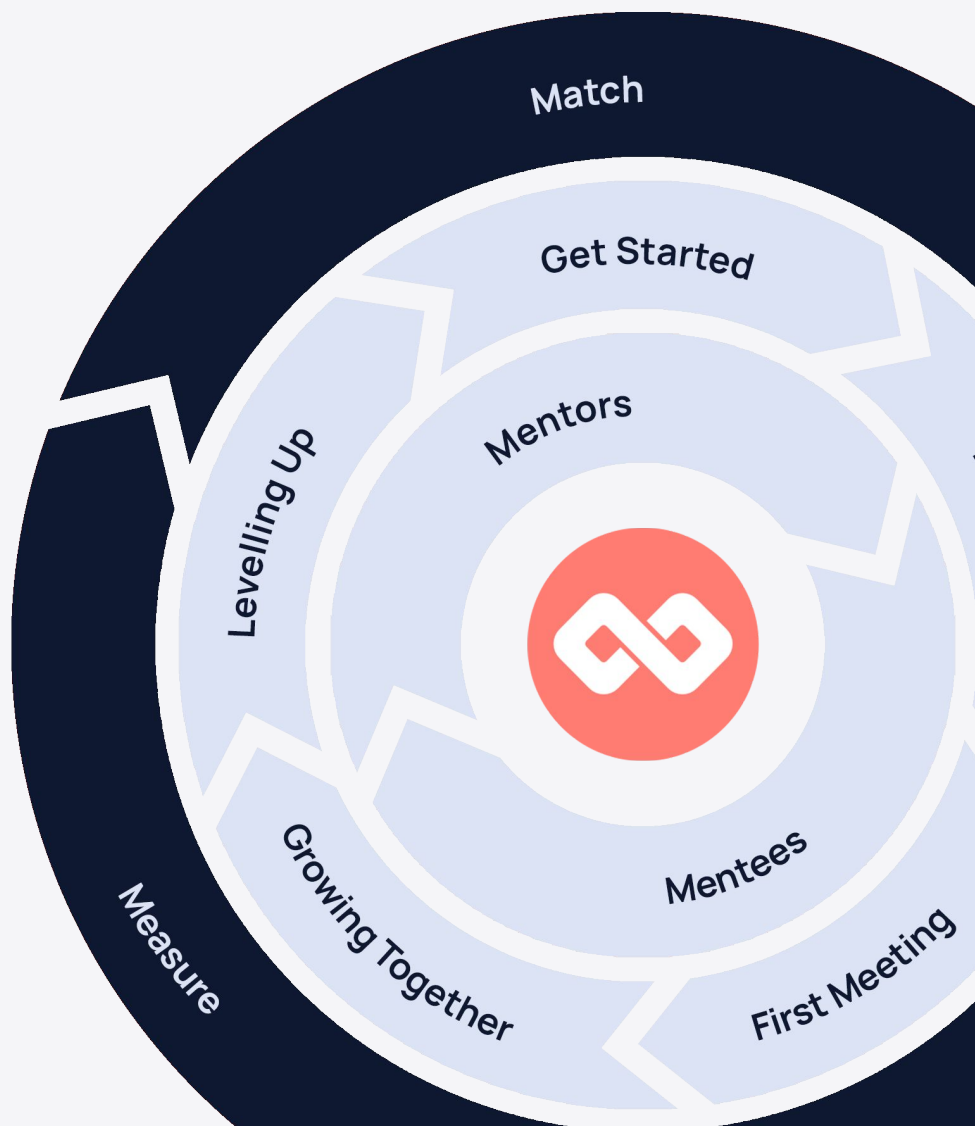 Match
Get Started
Mentors
Levelling Up
Mentees
Growing Together
First Meeting
Measure